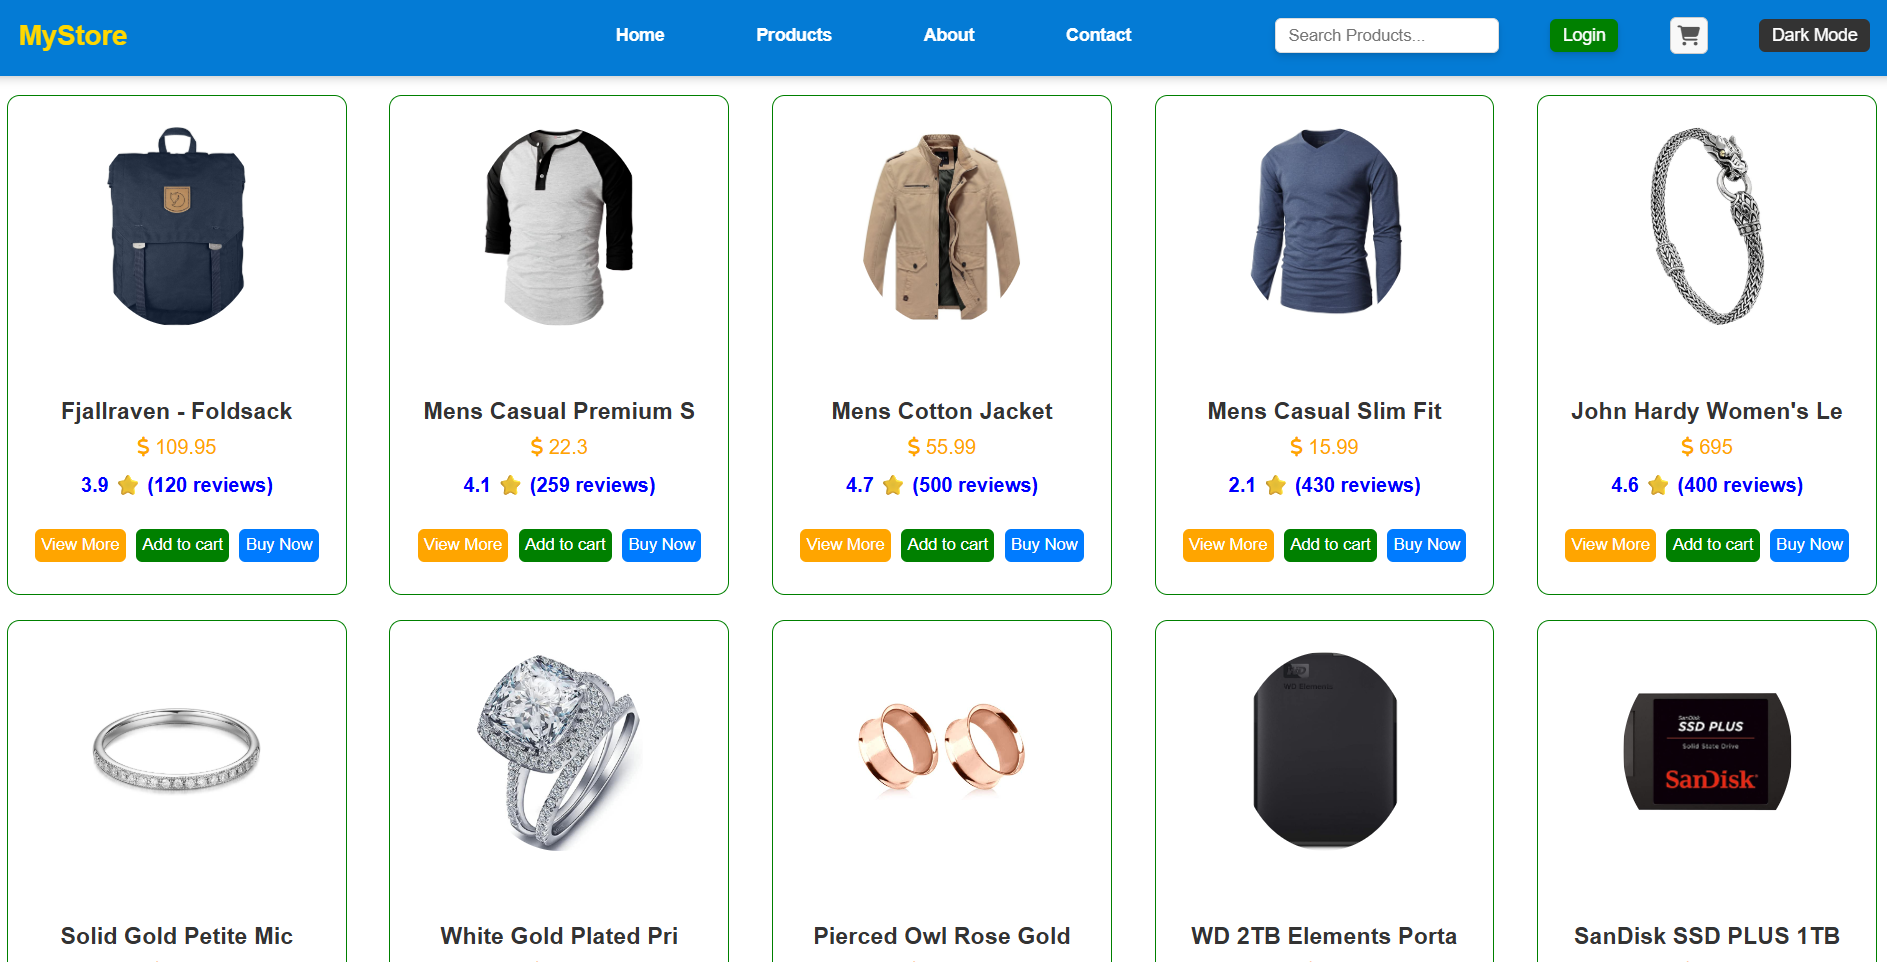 MyStore
Home Products About Contact Search Products... Login Dark Mode
Fjallraven - Foldsack
$ 109.95
3.9 ⭐ (120 reviews)
View More Add to cart Buy Now
Mens Casual Premium S
$ 22.3
4.1 ⭐ (259 reviews)
View More Add to cart Buy Now
Mens Cotton Jacket
$ 55.99
4.7 ⭐ (500 reviews)
View More Add to cart Buy Now
Mens Casual Slim Fit
$ 15.99
2.1 ⭐ (430 reviews)
View More Add to cart Buy Now
John Hardy Women's Le
$ 695
4.6 ⭐ (400 reviews)
View More Add to cart Buy Now
Solid Gold Petite Mic
White Gold Plated Pri
Pierced Owl Rose Gold
WD
WD Elements
WD 2TB Elements Porta
SanDisk
SSD PLUS
Solid State Drive
SanDisk
SanDisk SSD PLUS 1TB